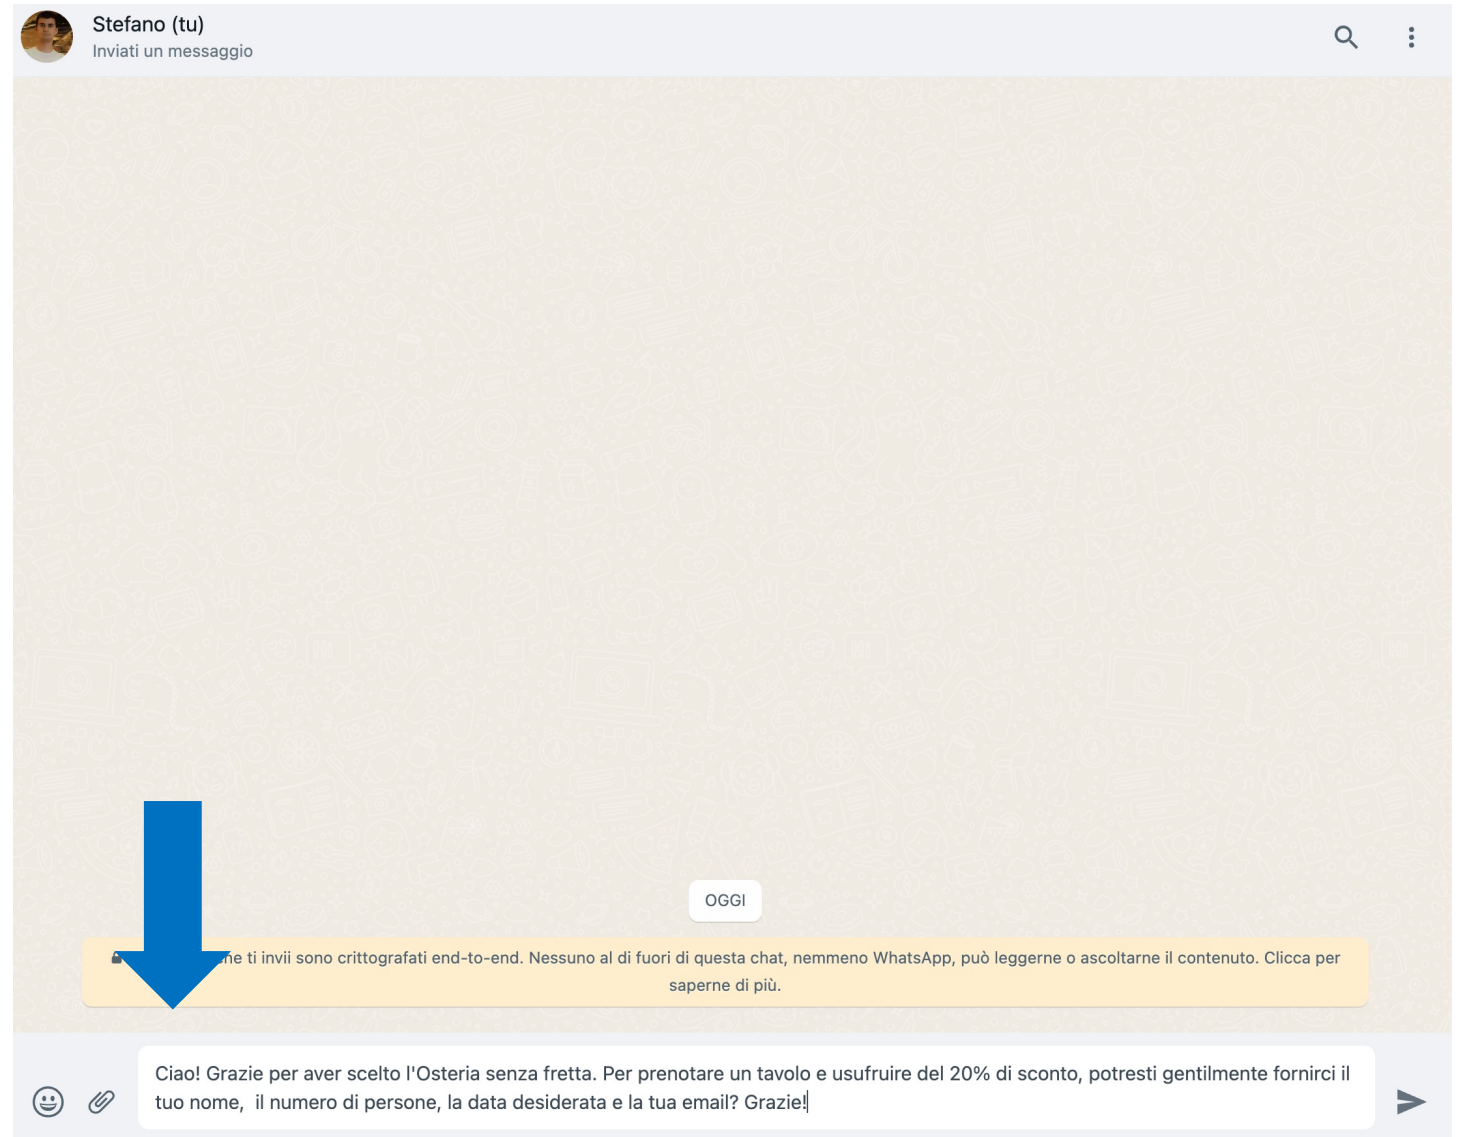 Stefano (tu)
Inviati un messaggio
OGGI
ti invii sono crittografati end-to-end. Nessuno al di fuori di questa chat, nemmeno WhatsApp, può leggerne o ascoltarne il contenuto. Clicca per
saperne di più.
Ciao! Grazie per aver scelto l'Osteria senza fretta. Per prenotare un tavolo e usufruire del 20% di sconto, potresti gentilmente fornirci il
tuo nome,  il numero di persone, la data desiderata e la tua email? Grazie!